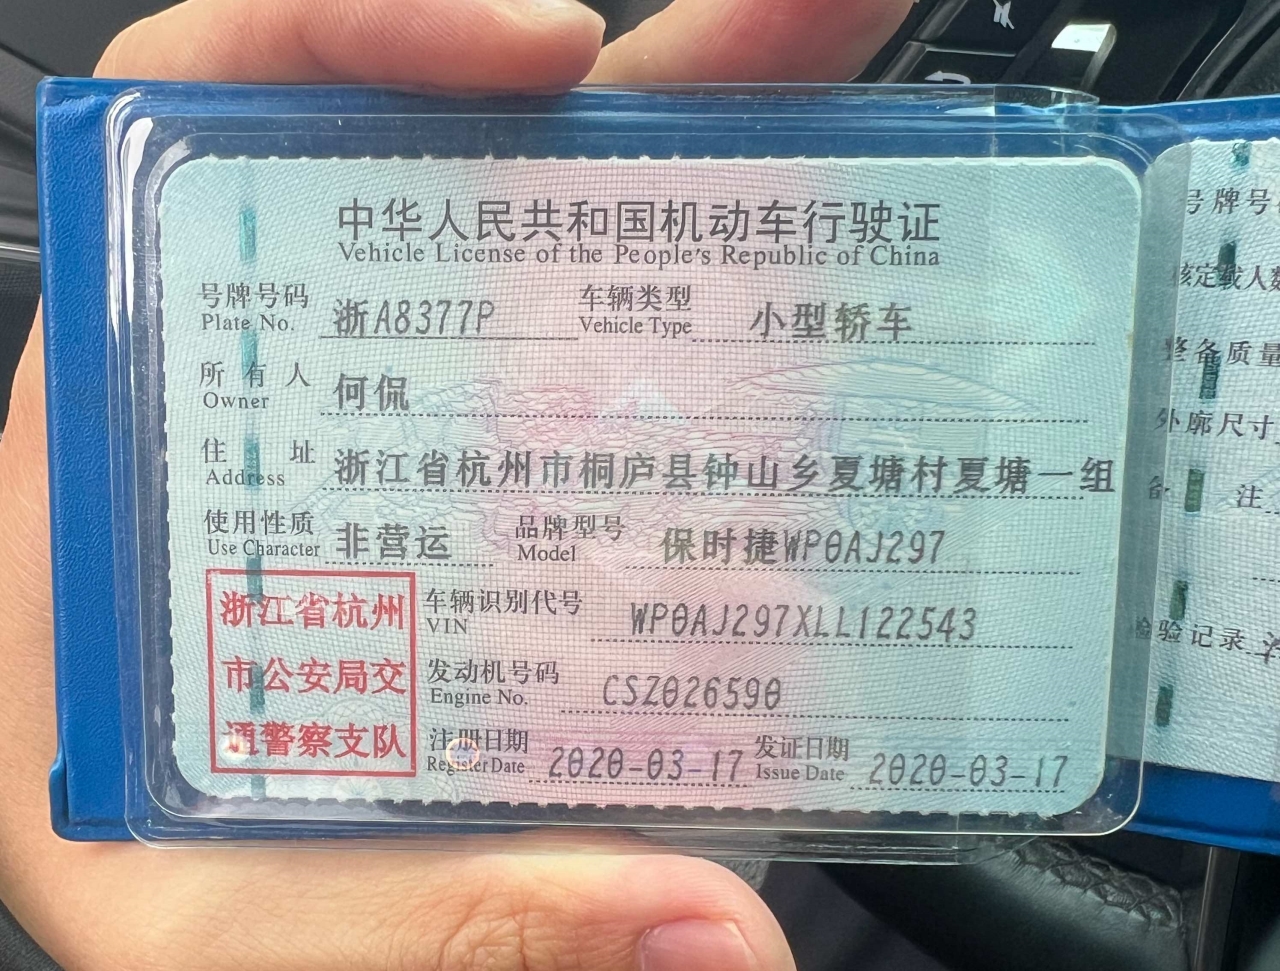 中华人民共和国机动车行驶证
Vehicle License of the People's Republic of China
号牌号码 浙A8377P 车辆类型 小型轿车
Plate No. Vehicle Type
所有人 何侃
Owner
住址 浙江省杭州市桐庐县钟山乡夏塘村夏塘一组
Address
使用性质 非营运 品牌型号 保时捷WP0AJ297
Use Character Model
浙江省杭州
市公安局交
通警察支队
车辆识别代号 WP0AJ297XLL122543
VIN
发动机号码 CSZ026590
Engine No.
注册日期 2020-03-17 发证日期 2020-03-17
Register Date Issue Date
号牌号
核定载人数
整备质量
外廓尺寸
备注
检验记录